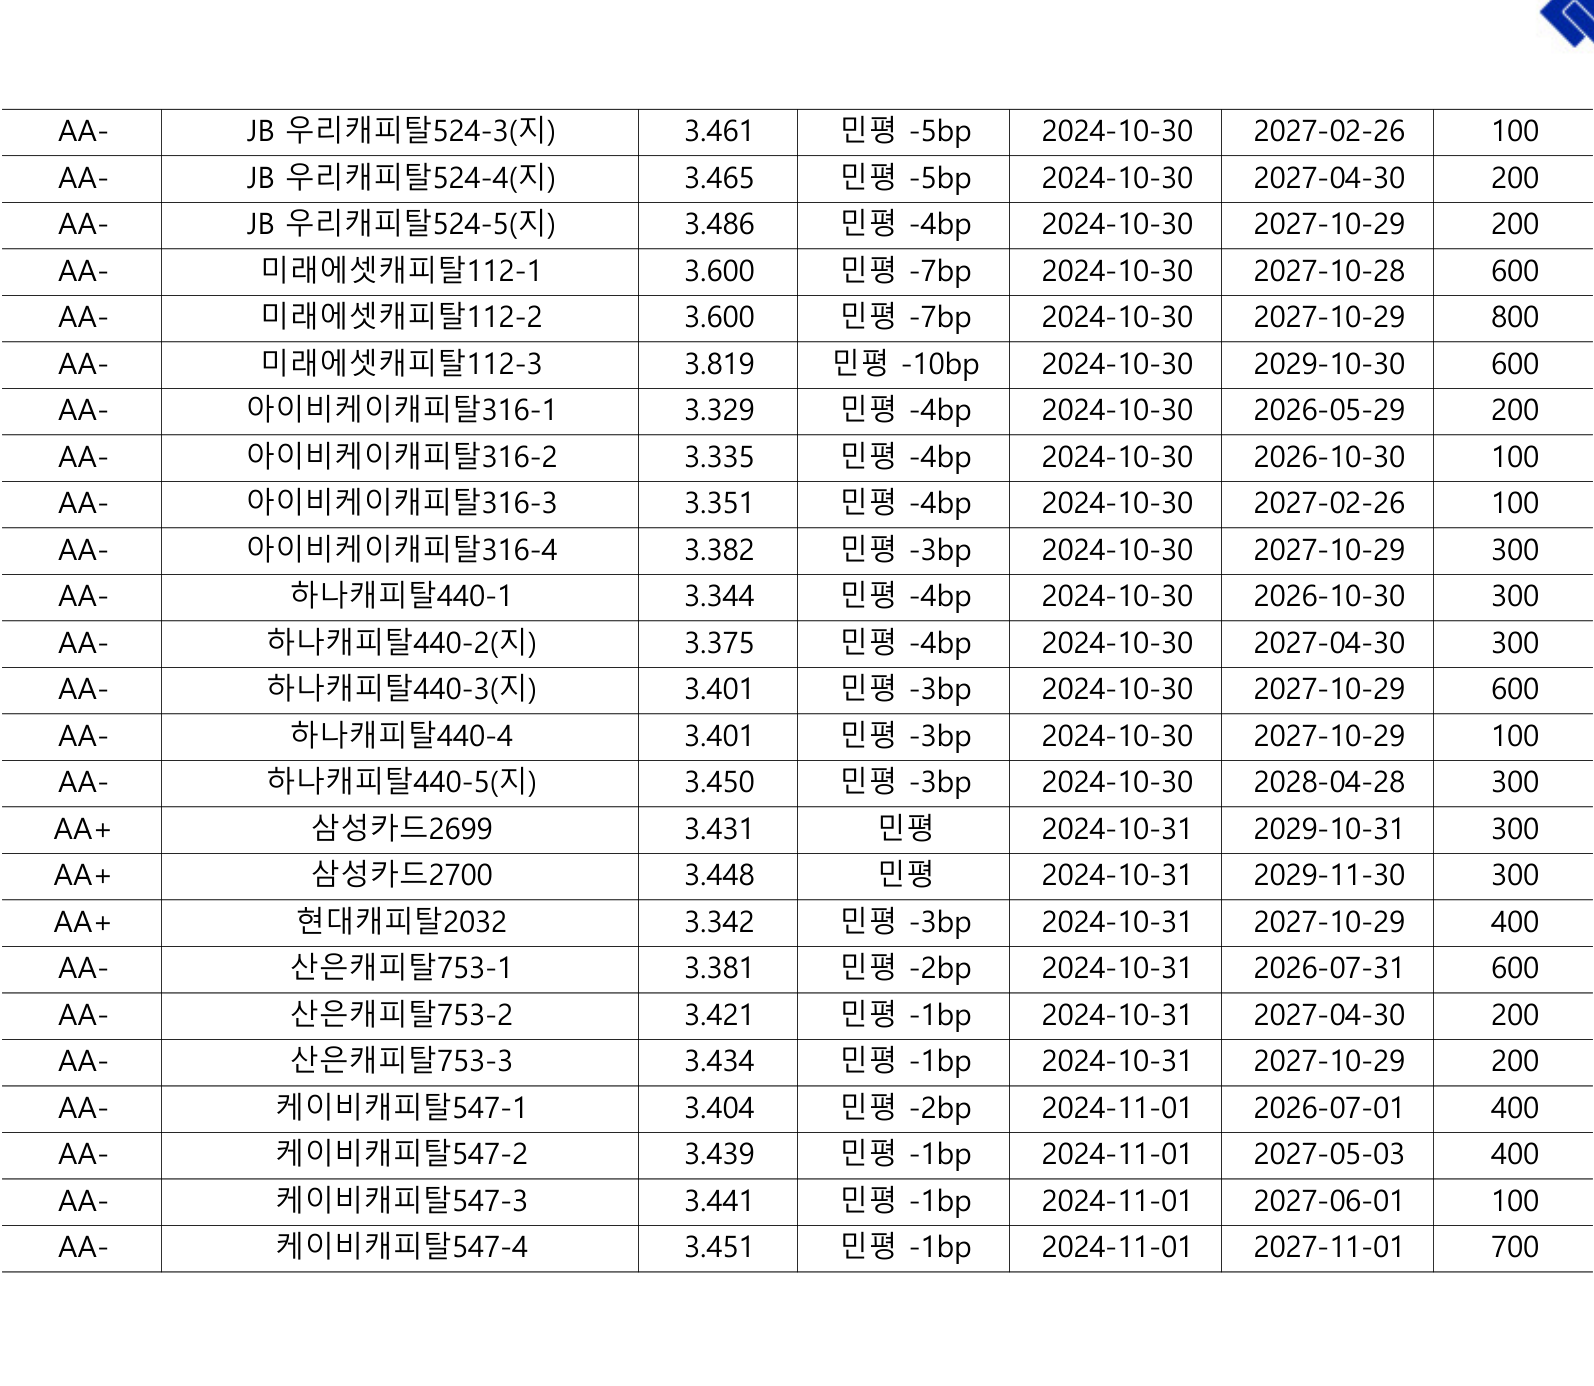 AA- JB 우리캐피탈524-3(지) 3.461 민평 -5bp 2024-10-30 2027-02-26 100
AA- JB 우리캐피탈524-4(지) 3.465 민평 -5bp 2024-10-30 2027-04-30 200
AA- JB 우리캐피탈524-5(지) 3.486 민평 -4bp 2024-10-30 2027-10-29 200
AA- 미래에셋캐피탈112-1 3.600 민평 -7bp 2024-10-30 2027-10-28 600
AA- 미래에셋캐피탈112-2 3.600 민평 -7bp 2024-10-30 2027-10-29 800
AA- 미래에셋캐피탈112-3 3.819 민평 -10bp 2024-10-30 2029-10-30 600
AA- 아이비케이캐피탈316-1 3.329 민평 -4bp 2024-10-30 2026-05-29 200
AA- 아이비케이캐피탈316-2 3.335 민평 -4bp 2024-10-30 2026-10-30 100
AA- 아이비케이캐피탈316-3 3.351 민평 -4bp 2024-10-30 2027-02-26 100
AA- 아이비케이캐피탈316-4 3.382 민평 -3bp 2024-10-30 2027-10-29 300
AA- 하나캐피탈440-1 3.344 민평 -4bp 2024-10-30 2026-10-30 300
AA- 하나캐피탈440-2(지) 3.375 민평 -4bp 2024-10-30 2027-04-30 300
AA- 하나캐피탈440-3(지) 3.401 민평 -3bp 2024-10-30 2027-10-29 600
AA- 하나캐피탈440-4 3.401 민평 -3bp 2024-10-30 2027-10-29 100
AA- 하나캐피탈440-5(지) 3.450 민평 -3bp 2024-10-30 2028-04-28 300
AA+ 삼성카드2699 3.431 민평 2024-10-31 2029-10-31 300
AA+ 삼성카드2700 3.448 민평 2024-10-31 2029-11-30 300
AA+ 현대캐피탈2032 3.342 민평 -3bp 2024-10-31 2027-10-29 400
AA- 산은캐피탈753-1 3.381 민평 -2bp 2024-10-31 2026-07-31 600
AA- 산은캐피탈753-2 3.421 민평 -1bp 2024-10-31 2027-04-30 200
AA- 산은캐피탈753-3 3.434 민평 -1bp 2024-10-31 2027-10-29 200
AA- 케이비캐피탈547-1 3.404 민평 -2bp 2024-11-01 2026-07-01 400
AA- 케이비캐피탈547-2 3.439 민평 -1bp 2024-11-01 2027-05-03 400
AA- 케이비캐피탈547-3 3.441 민평 -1bp 2024-11-01 2027-06-01 100
AA- 케이비캐피탈547-4 3.451 민평 -1bp 2024-11-01 2027-11-01 700